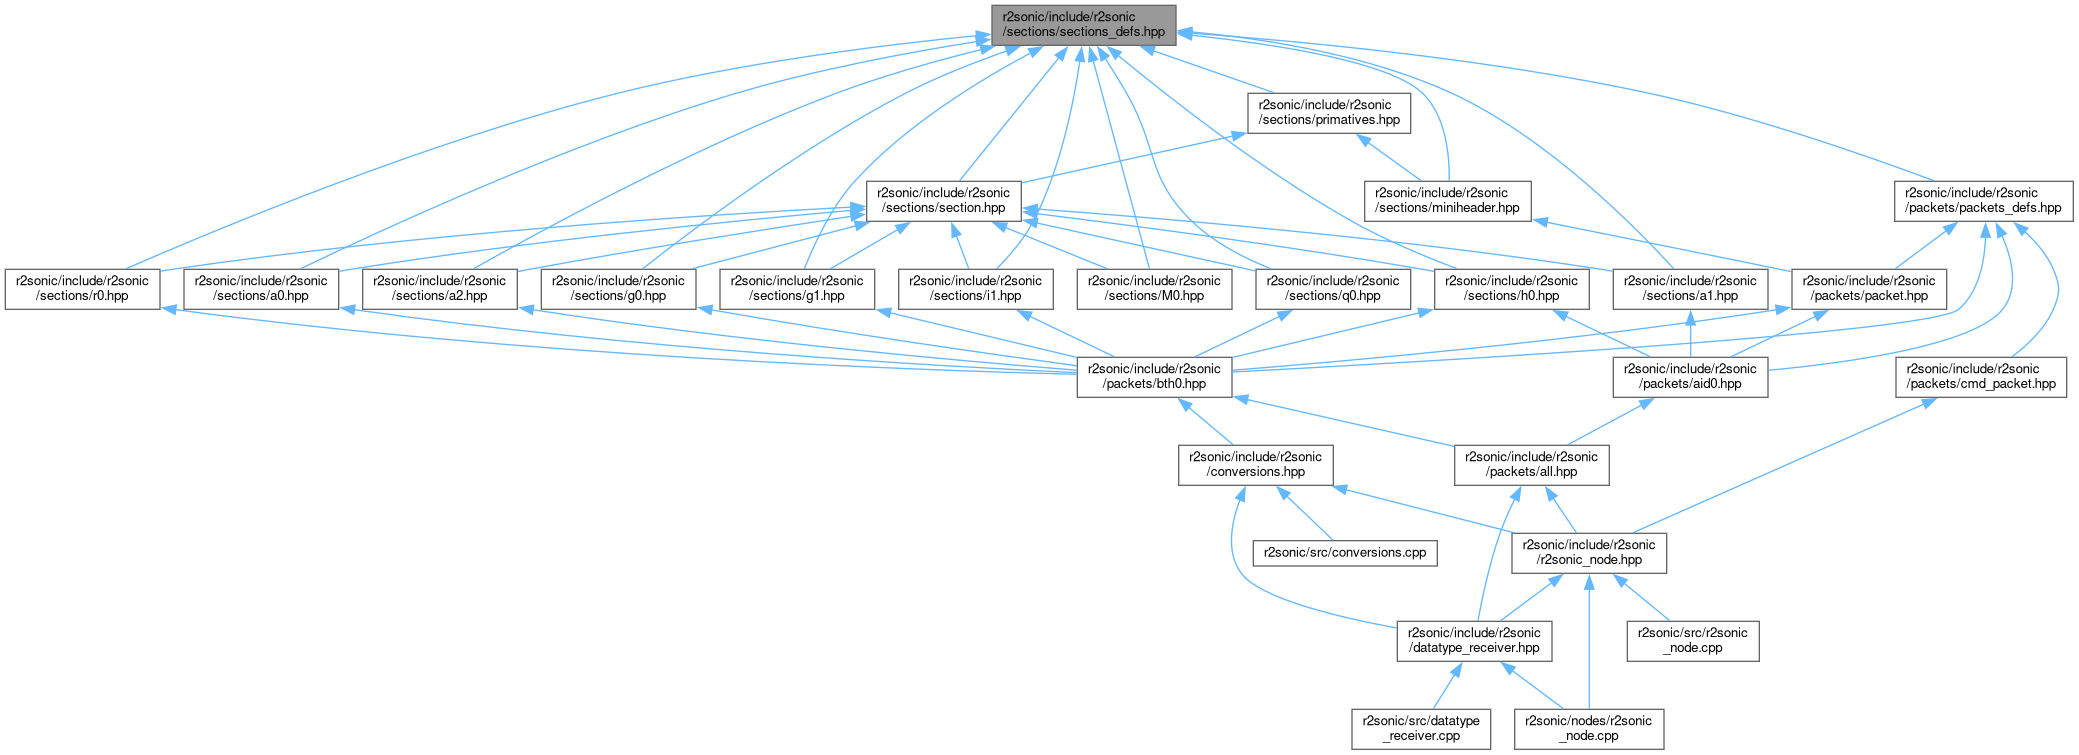 r2sonic/include/r2sonic
/sections/sections_defs.hpp
r2sonic/include/r2sonic
/sections/primatives.hpp
r2sonic/include/r2sonic
/sections/section.hpp
r2sonic/include/r2sonic
/sections/miniheader.hpp
r2sonic/include/r2sonic
/packets/packets_defs.hpp
r2sonic/include/r2sonic
/sections/r0.hpp
r2sonic/include/r2sonic
/sections/a0.hpp
r2sonic/include/r2sonic
/sections/a2.hpp
r2sonic/include/r2sonic
/sections/g0.hpp
r2sonic/include/r2sonic
/sections/g1.hpp
r2sonic/include/r2sonic
/sections/i1.hpp
r2sonic/include/r2sonic
/sections/M0.hpp
r2sonic/include/r2sonic
/sections/q0.hpp
r2sonic/include/r2sonic
/sections/h0.hpp
r2sonic/include/r2sonic
/sections/a1.hpp
r2sonic/include/r2sonic
/packets/packet.hpp
r2sonic/include/r2sonic
/packets/bth0.hpp
r2sonic/include/r2sonic
/packets/aid0.hpp
r2sonic/include/r2sonic
/packets/cmd_packet.hpp
r2sonic/include/r2sonic
/conversions.hpp
r2sonic/include/r2sonic
/packets/all.hpp
r2sonic/src/conversions.cpp
r2sonic/include/r2sonic
/r2sonic_node.hpp
r2sonic/include/r2sonic
/datatype_receiver.hpp
r2sonic/src/r2sonic
_node.cpp
r2sonic/src/datatype
_receiver.cpp
r2sonic/nodes/r2sonic
_node.cpp